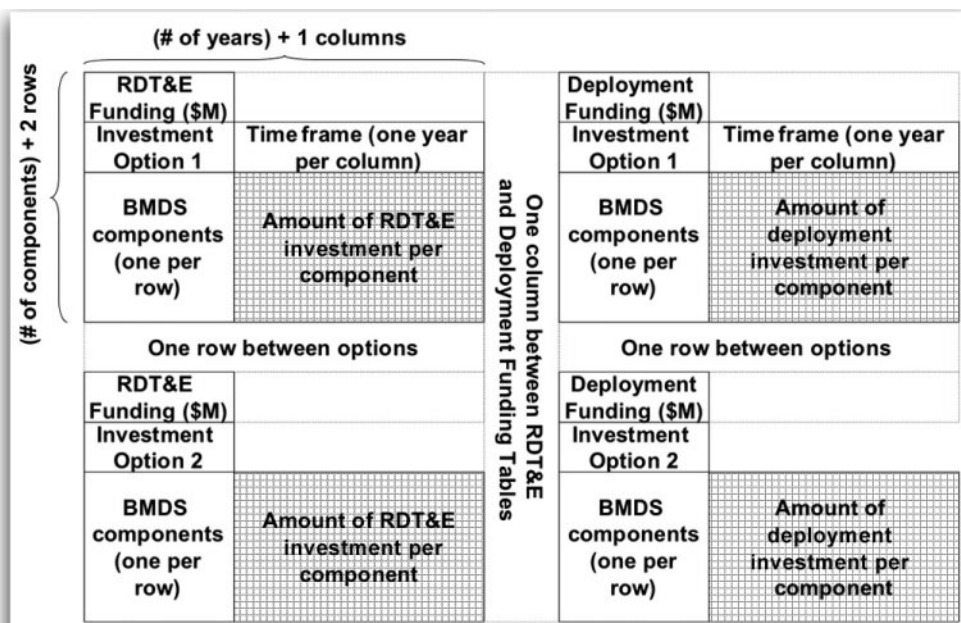 (# of years) + 1 columns
(# of components) + 2 rows
RDT&E
Funding ($M)
Investment
Option 1
Time frame (one year
per column)
BMDS
components
(one per
row)
Amount of RDT&E
investment per
component
One column between RDT&E
and Deployment Funding Tables
Deployment
Funding ($M)
Investment
Option 1
Time frame (one year
per column)
BMDS
components
(one per
row)
Amount of
deployment
investment per
component
One row between options
One row between options
RDT&E
Funding ($M)
Investment
Option 2
BMDS
components
(one per
row)
Amount of RDT&E
investment per
component
Deployment
Funding ($M)
Investment
Option 2
BMDS
components
(one per
row)
Amount of
deployment
investment per
component